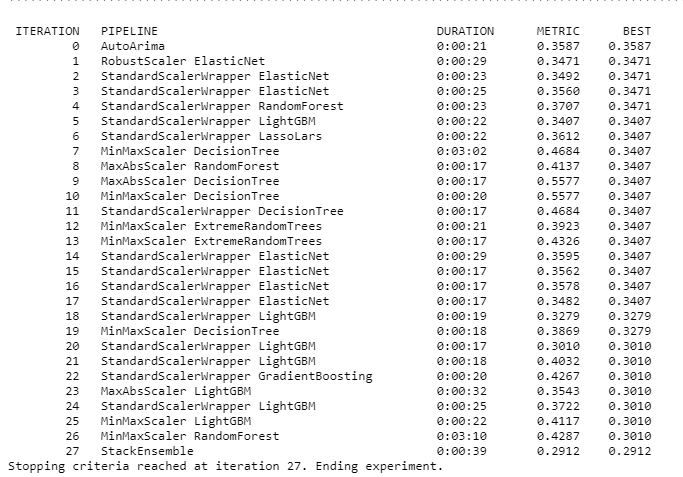 ITERATION PIPELINE DURATION METRIC BEST
0 AutoArima 0:00:21 0.3587 0.3587
1 RobustScaler ElasticNet 0:00:29 0.3471 0.3471
2 StandardScalerWrapper ElasticNet 0:00:23 0.3492 0.3471
3 StandardScalerWrapper ElasticNet 0:00:25 0.3560 0.3471
4 StandardScalerWrapper RandomForest 0:00:23 0.3707 0.3471
5 StandardScalerWrapper LightGBM 0:00:22 0.3407 0.3407
6 StandardScalerWrapper LassoLars 0:00:22 0.3612 0.3407
7 MinMaxScaler DecisionTree 0:03:02 0.4684 0.3407
8 MaxAbsScaler RandomForest 0:00:17 0.4137 0.3407
9 MaxAbsScaler DecisionTree 0:00:17 0.5577 0.3407
10 MinMaxScaler DecisionTree 0:00:20 0.5577 0.3407
11 StandardScalerWrapper DecisionTree 0:00:17 0.4684 0.3407
12 MinMaxScaler ExtremeRandomTrees 0:00:21 0.3923 0.3407
13 MinMaxScaler ExtremeRandomTrees 0:00:17 0.4326 0.3407
14 StandardScalerWrapper ElasticNet 0:00:29 0.3595 0.3407
15 StandardScalerWrapper ElasticNet 0:00:17 0.3562 0.3407
16 StandardScalerWrapper ElasticNet 0:00:17 0.3578 0.3407
17 StandardScalerWrapper ElasticNet 0:00:17 0.3482 0.3407
18 StandardScalerWrapper LightGBM 0:00:19 0.3279 0.3279
19 MinMaxScaler DecisionTree 0:00:18 0.3869 0.3279
20 StandardScalerWrapper LightGBM 0:00:17 0.3010 0.3010
21 StandardScalerWrapper LightGBM 0:00:18 0.4032 0.3010
22 StandardScalerWrapper GradientBoosting 0:00:20 0.4267 0.3010
23 MaxAbsScaler LightGBM 0:00:32 0.3543 0.3010
24 StandardScalerWrapper LightGBM 0:00:25 0.3722 0.3010
25 MinMaxScaler LightGBM 0:00:22 0.4117 0.3010
26 MinMaxScaler RandomForest 0:03:10 0.4287 0.3010
27 StackEnsemble 0:00:39 0.2912 0.2912
Stopping criteria reached at iteration 27. Ending experiment.